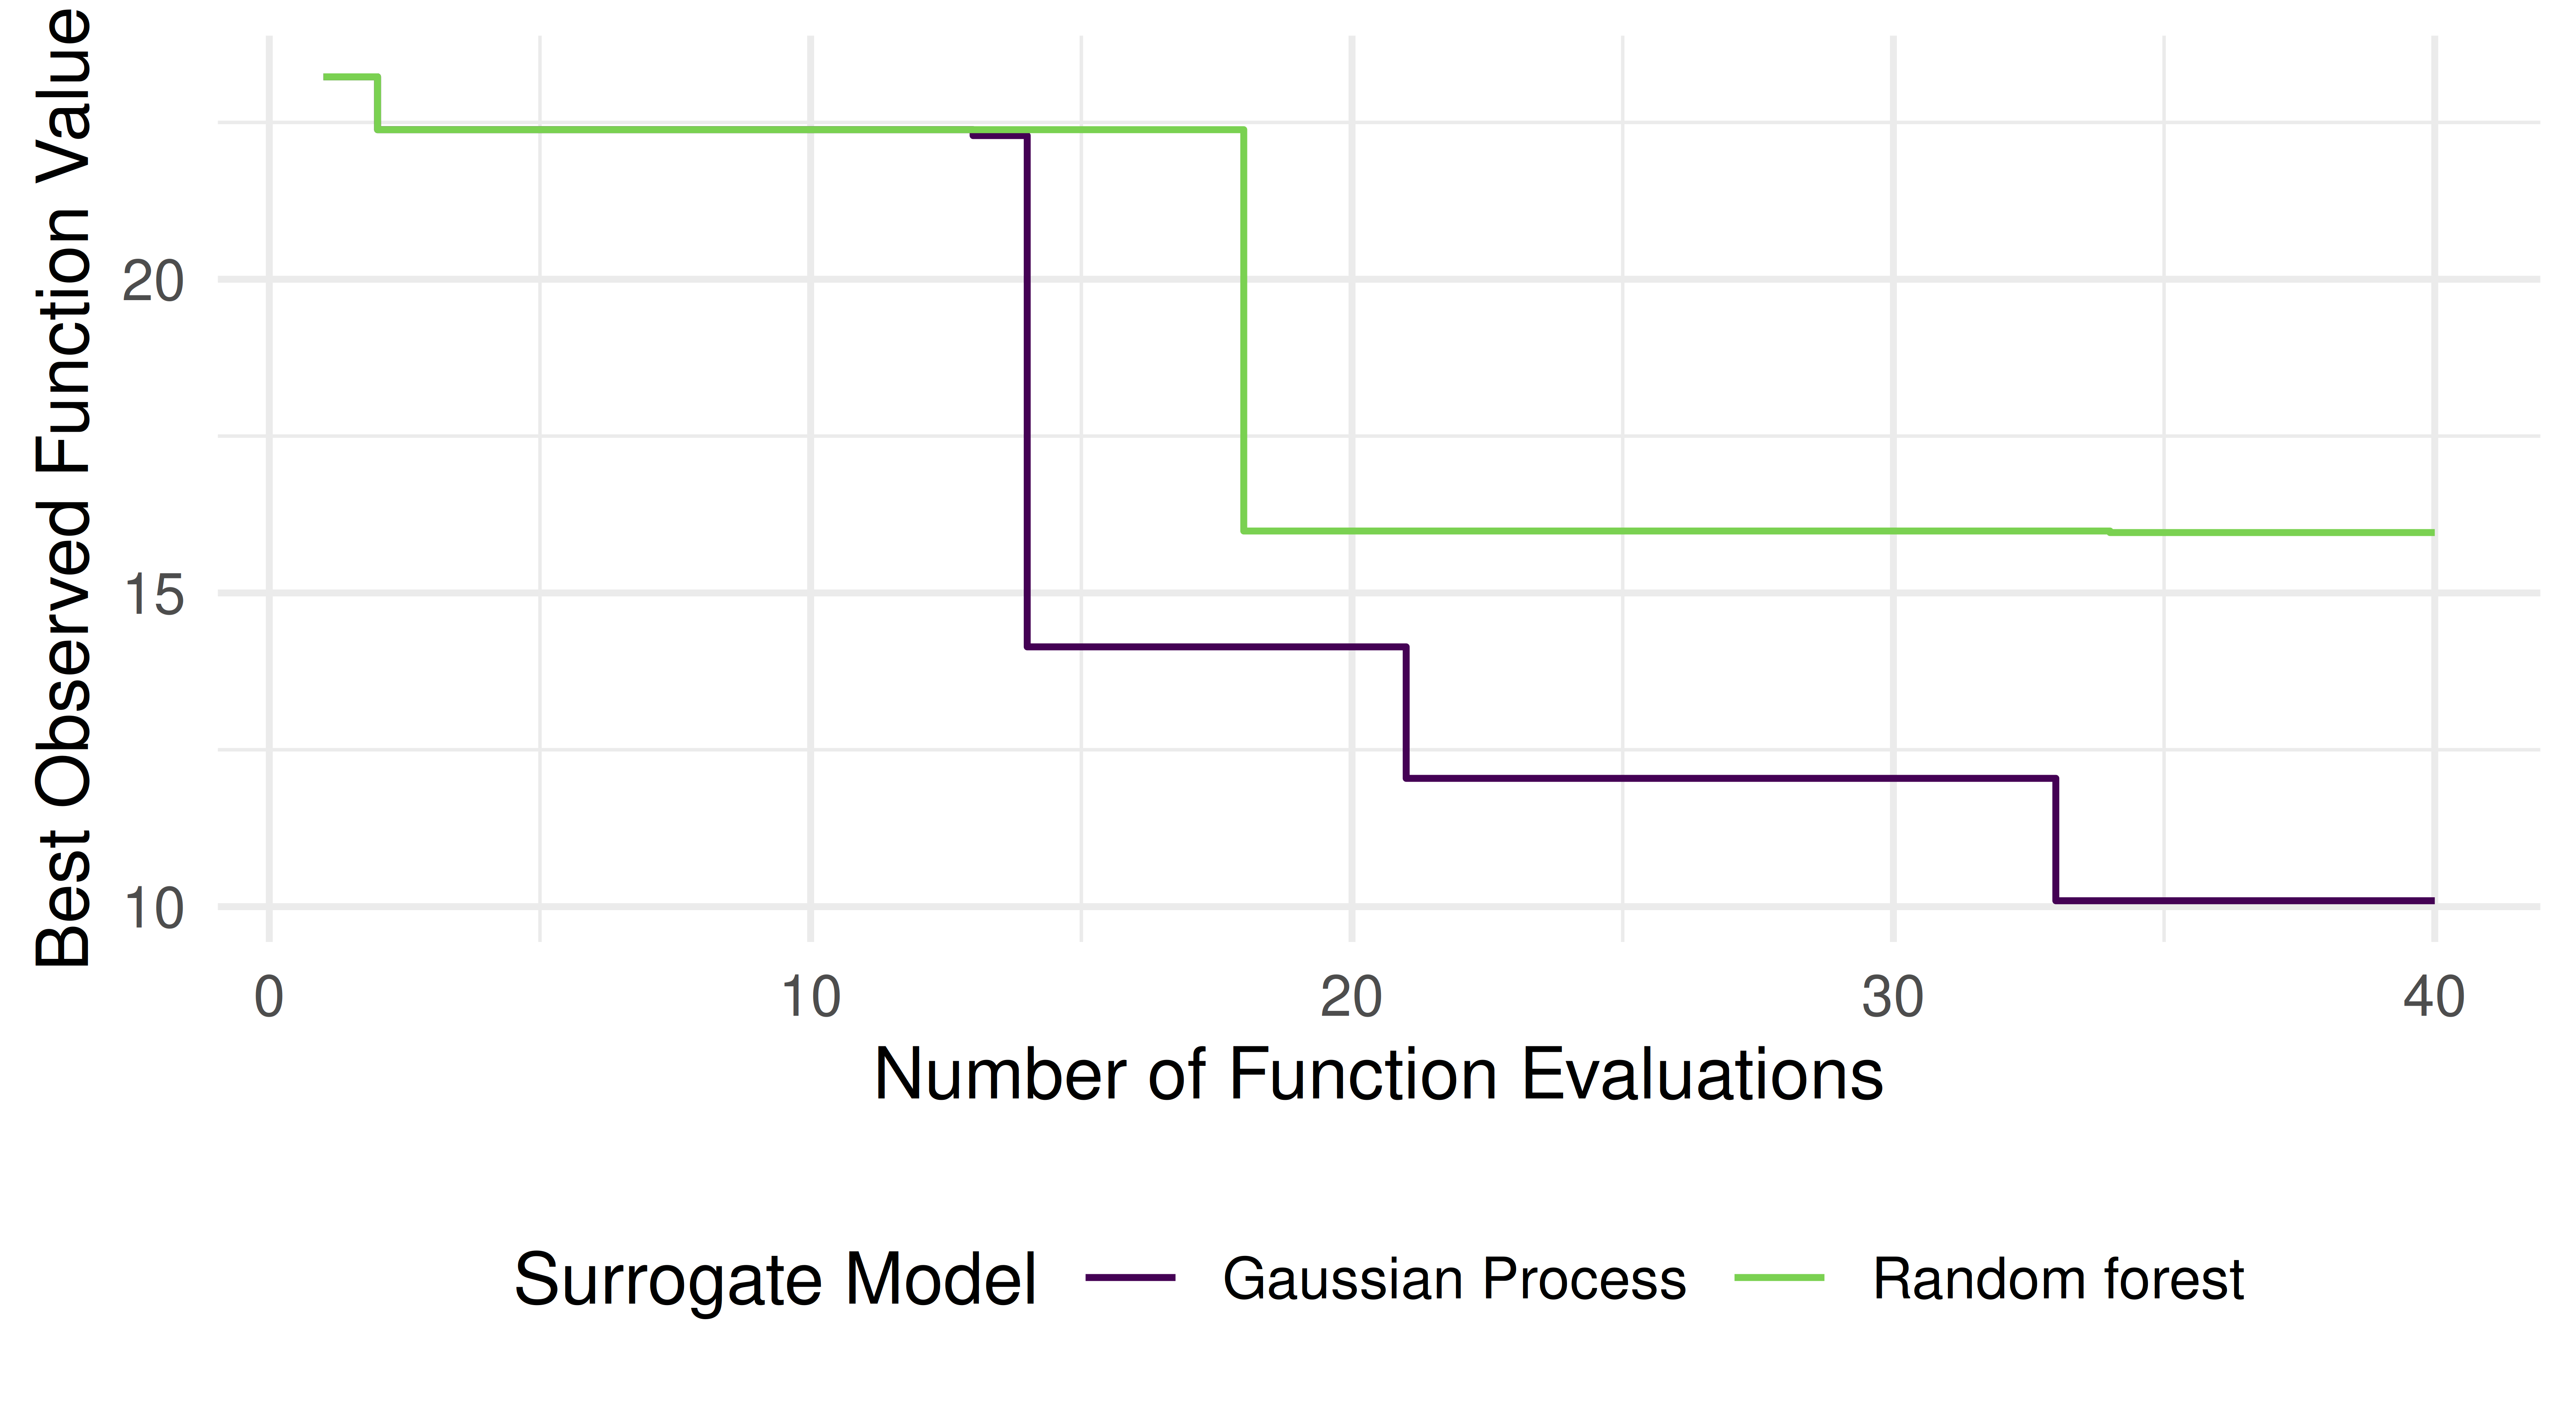 Best Observed Function Value
20
15
10
0 10 20 30 40
Number of Function Evaluations
Surrogate Model Gaussian Process Random forest